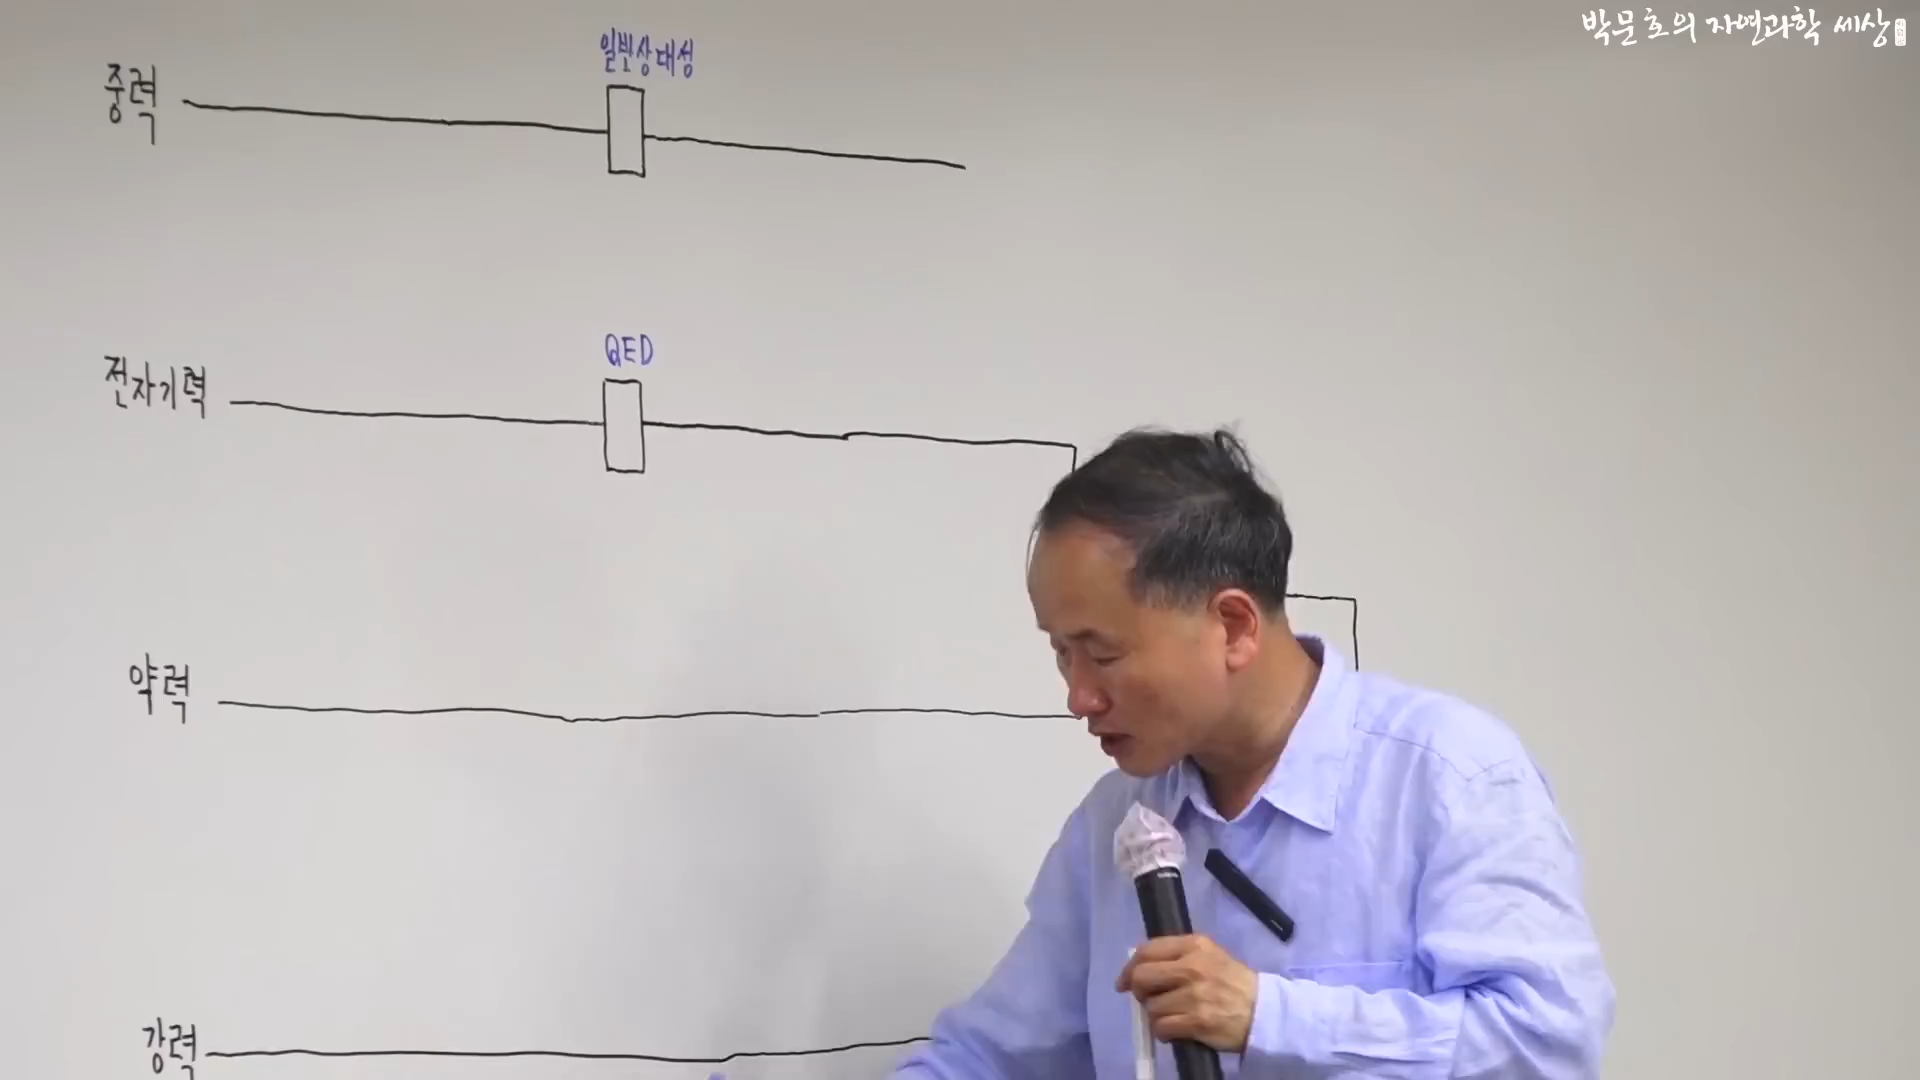 박문호의 자연과학 세상
일반상대성
중력
QED
전자기력
약력
강력